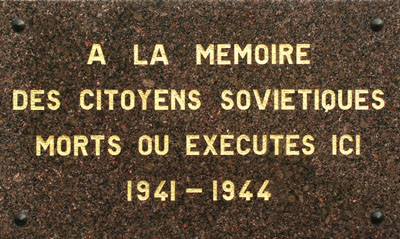 A LA MEMOIRE
DES CITOYENS SOVIETIQUES
MORTS OU EXECUTES ICI
1941 – 1944